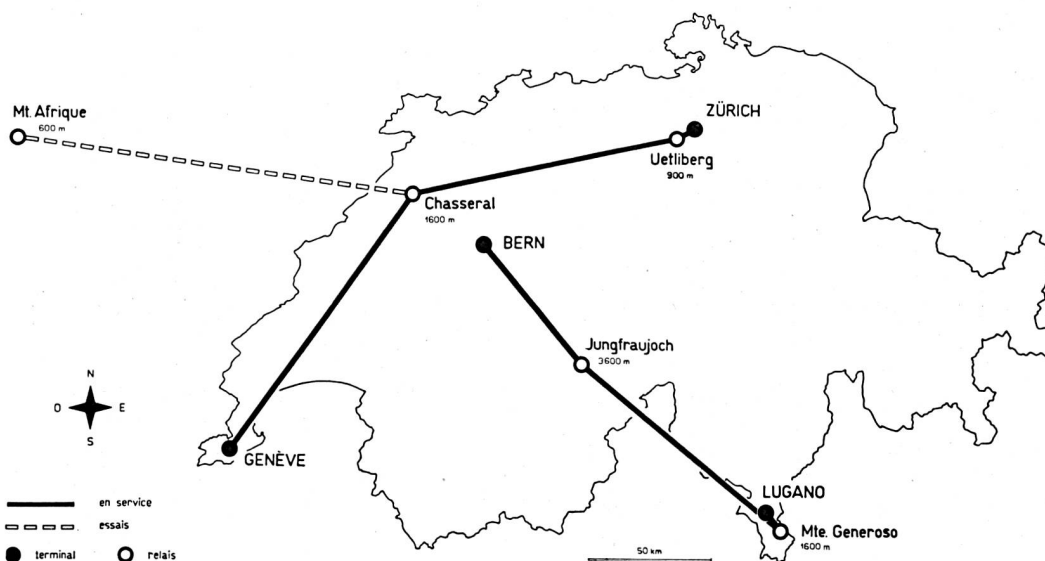 ZÜRICH
Mt. Afrique
600 m
Uetliberg
900 m
Chasseral
1600 m
BERN
Jungfraujoch
3600 m
N
O E
S
GENÈVE
LUGANO
en service
essais
Mte. Generoso
1600 m
terminal relais
50 km